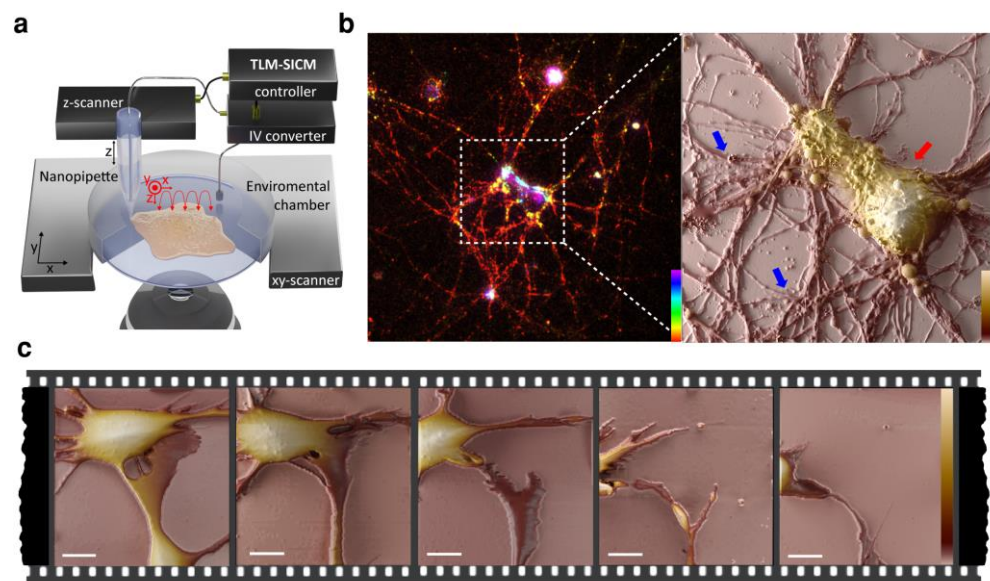 a
TLM-SICM
controller
z-scanner
IV converter
z
Nanopipette
y x
z
Enviromental
chamber
y
x
xy-scanner
b
c